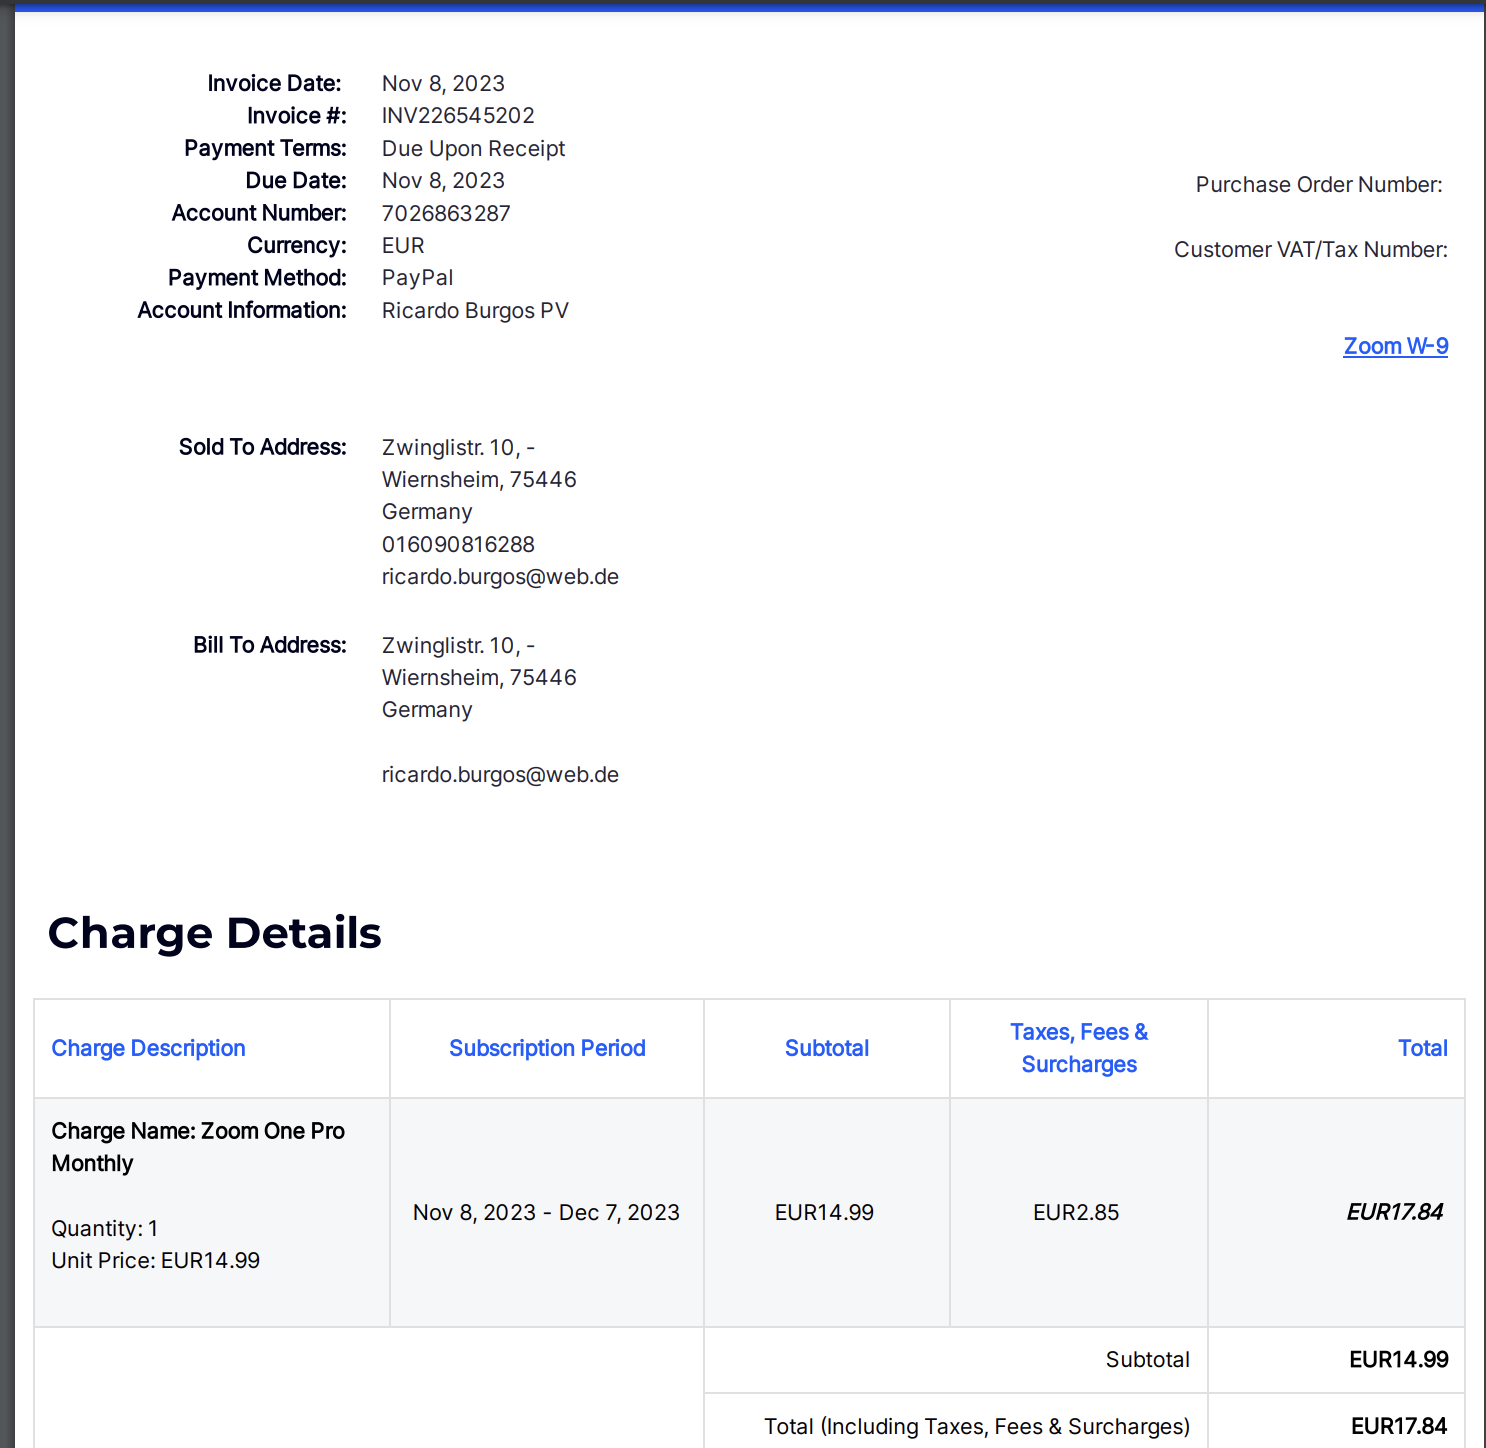 Invoice Date: Nov 8, 2023
Invoice #: INV226545202
Payment Terms: Due Upon Receipt
Due Date: Nov 8, 2023
Account Number: 7026863287
Currency: EUR
Payment Method: PayPal
Account Information: Ricardo Burgos PV
Purchase Order Number:
Customer VAT/Tax Number:
Zoom W-9
Sold To Address: Zwinglistr. 10, -
Wiernsheim, 75446
Germany
016090816288
ricardo.burgos@web.de
Bill To Address: Zwinglistr. 10, -
Wiernsheim, 75446
Germany
ricardo.burgos@web.de
Charge Details
Charge Description Subscription Period Subtotal Taxes, Fees & Surcharges Total
Charge Name: Zoom One Pro
Monthly
Quantity: 1
Unit Price: EUR14.99
Nov 8, 2023 - Dec 7, 2023 EUR14.99 EUR2.85 EUR17.84
Subtotal EUR14.99
Total (Including Taxes, Fees & Surcharges) EUR17.84